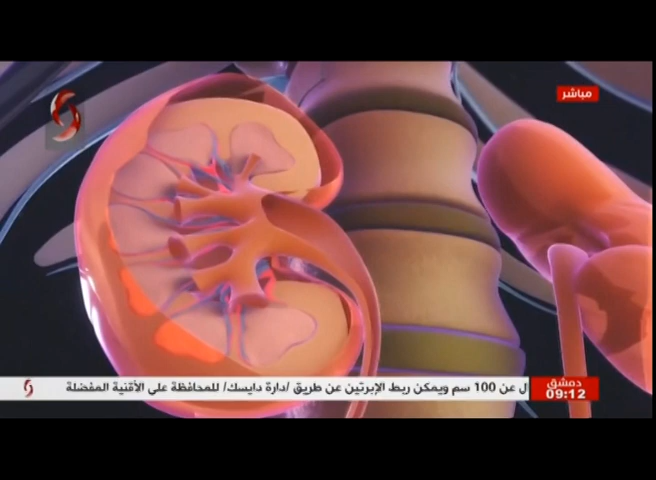 مباشر
ل عن 100 سم ويمكن ربط الإبرتين عن طريق /دارة دايسك/ للمحافظة على الأقنية المفضلة
دمشق
09:12